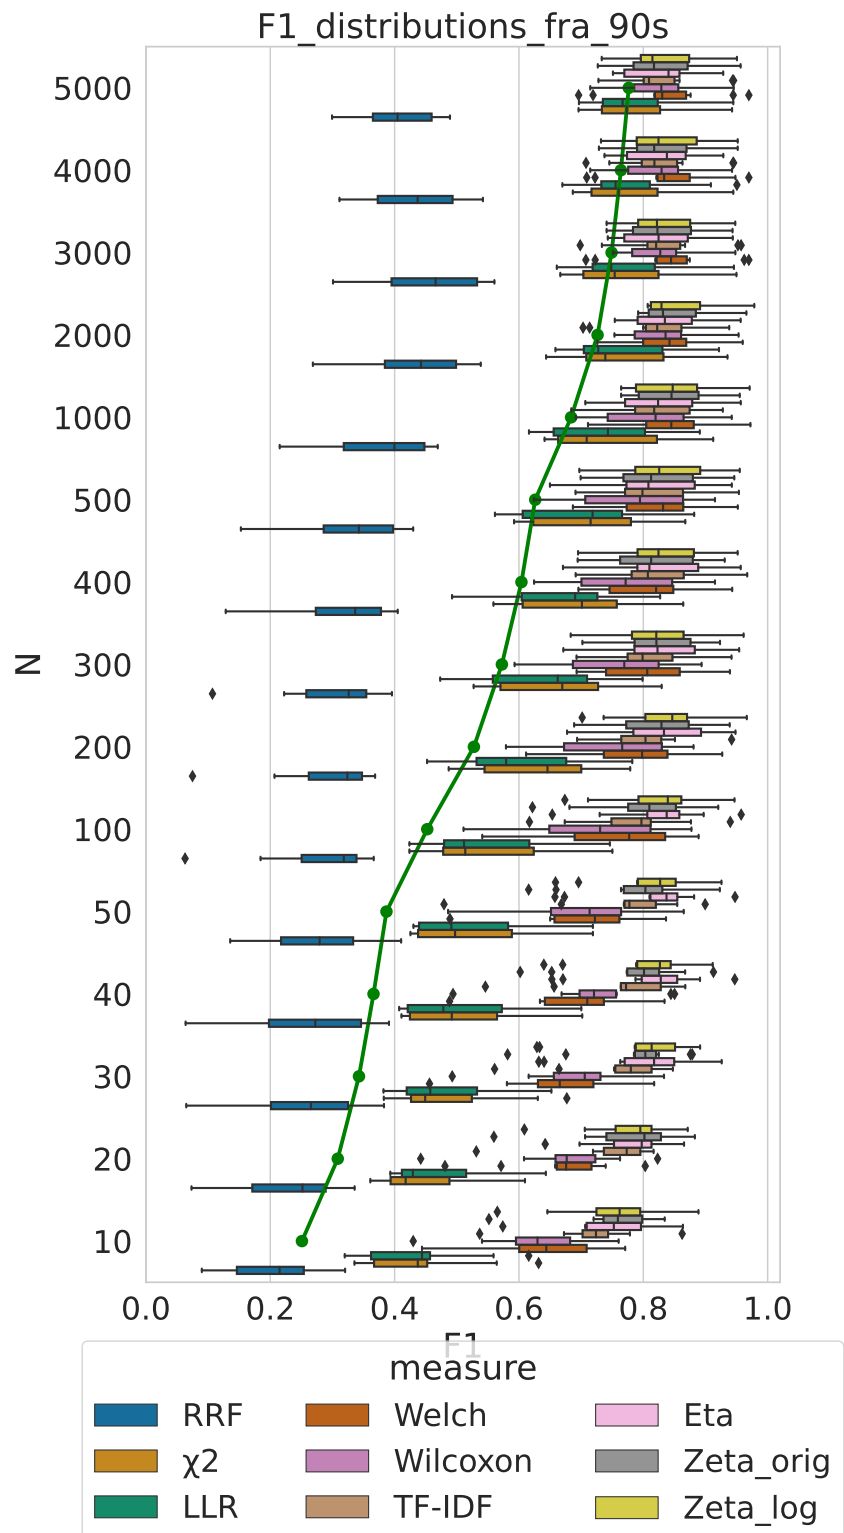 F1_distributions_fra_90s
5000
4000
3000
2000
1000
500
400
300
200
100
50
40
30
20
10
N
0.0 0.2 0.4 0.6 0.8 1.0
F1
measure
RRF Welch Eta
χ2 Wilcoxon Zeta_orig
LLR TF-IDF Zeta_log